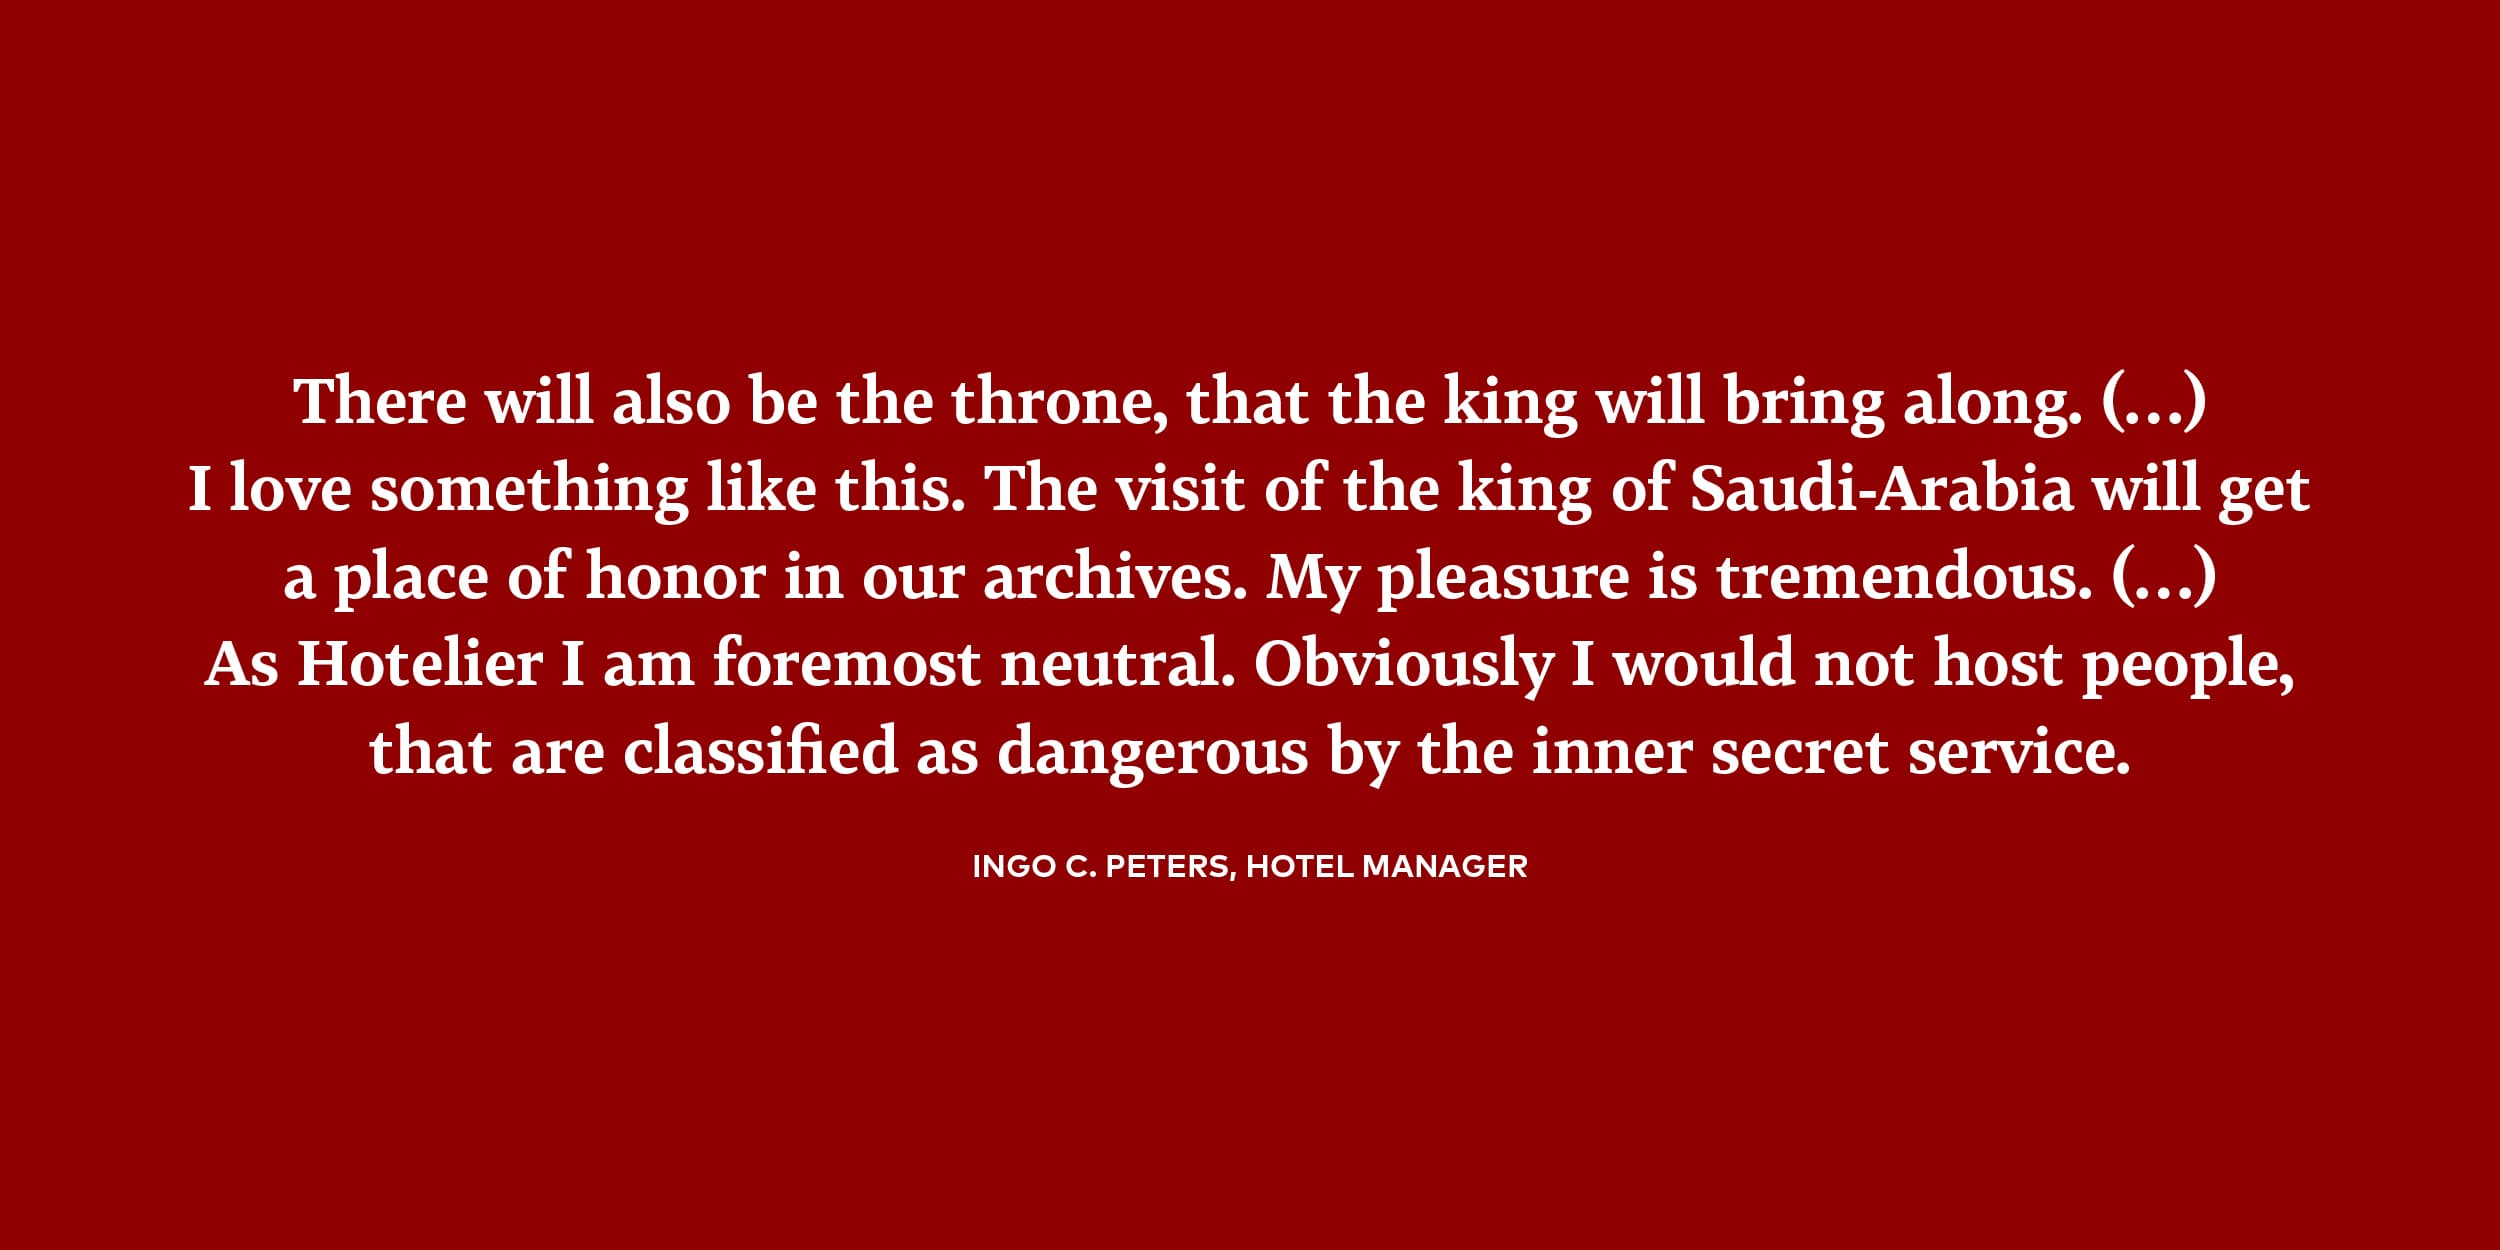 There will also be the throne, that the king will bring along. (…)
I love something like this. The visit of the king of Saudi-Arabia will get
a place of honor in our archives. My pleasure is tremendous. (…)
As Hotelier I am foremost neutral. Obviously I would not host people,
that are classified as dangerous by the inner secret service.
INGO C. PETERS, HOTEL MANAGER